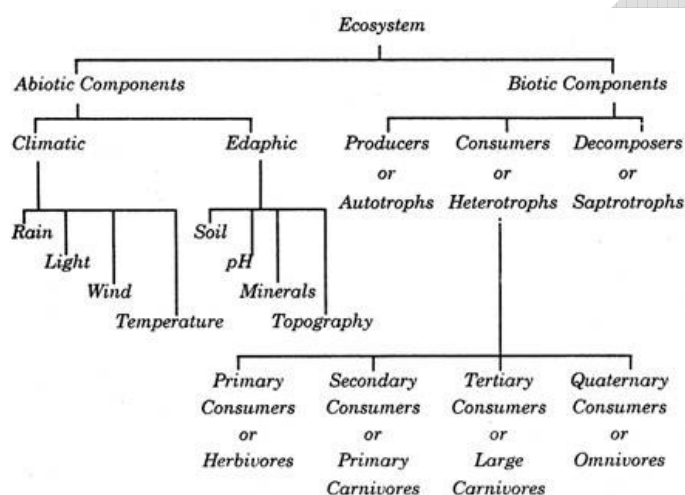 Ecosystem
Abiotic Components Biotic Components
Climatic Edaphic Producers Consumers Decomposers
or or or
Autotrophs Heterotrophs Saptrotrophs
Rain Soil
Light pH
Wind Minerals
Temperature Topography
Primary Secondary Tertiary Quaternary
Consumers Consumers Consumers Consumers
or or or or
Herbivores Primary Large Omnivores
Carnivores Carnivores